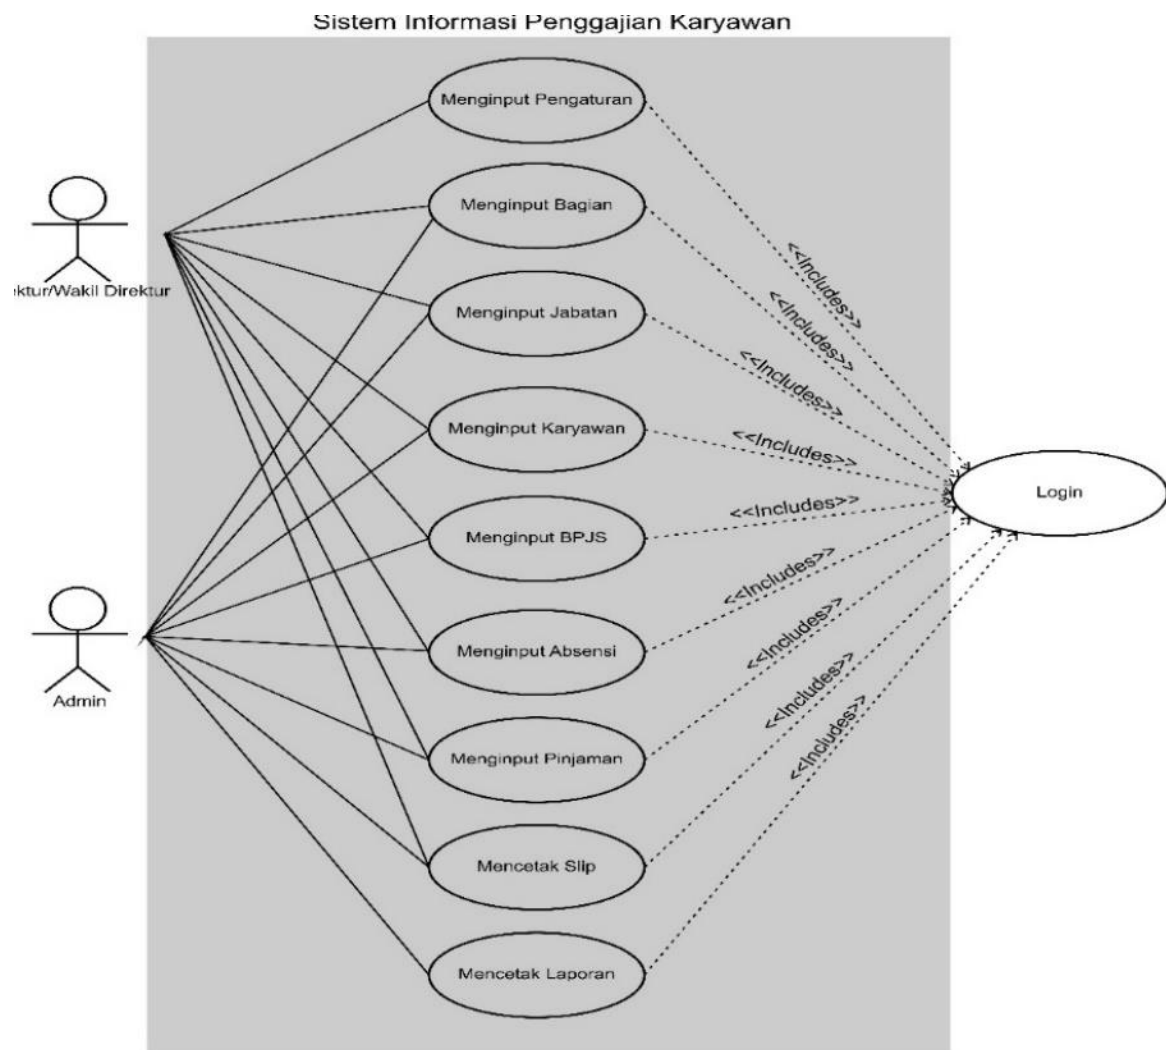 Sistem Informasi Penggajian Karyawan
Menginput Pengaturan
Menginput Bagian
<<Includes>>
<<Includes>>
ktur/Wakil Direktur
Menginput Jabatan
<<Includes>>
Menginput Karyawan
<<Includes>>
Login
<<Includes>>
Menginput BPJS
<<Includes>>
Menginput Absensi
<<Includes>>
Admin
<<Includes>>
Menginput Pinjaman
<<Includes>>
Mencetak Slip
Mencetak Laporan